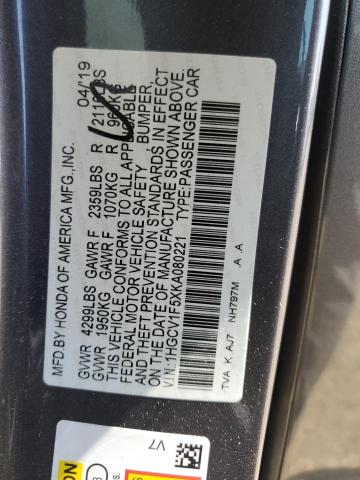 MFD.BY HONDA OF AMERICA MFG.,INC. 04/'19
GVWR 4299LBS GAWR F 2359LBS R
GVWR 1950KG GAWR F 1070KG R
THIS VEHICLE CONFORMS TO ALL APPLICABLE
FEDERAL MOTOR VEHICLE SAFETY, BUMPER,
AND THEFT PREVENTION STANDARDS IN EFFECT
ON THE DATE OF MANUFACTURE SHOWN ABOVE.
V.I.N.:1HGCV1F5XKA080221 TYPE:PASSENGER CAR
TVA K AJ7 NH797M A .A
V7